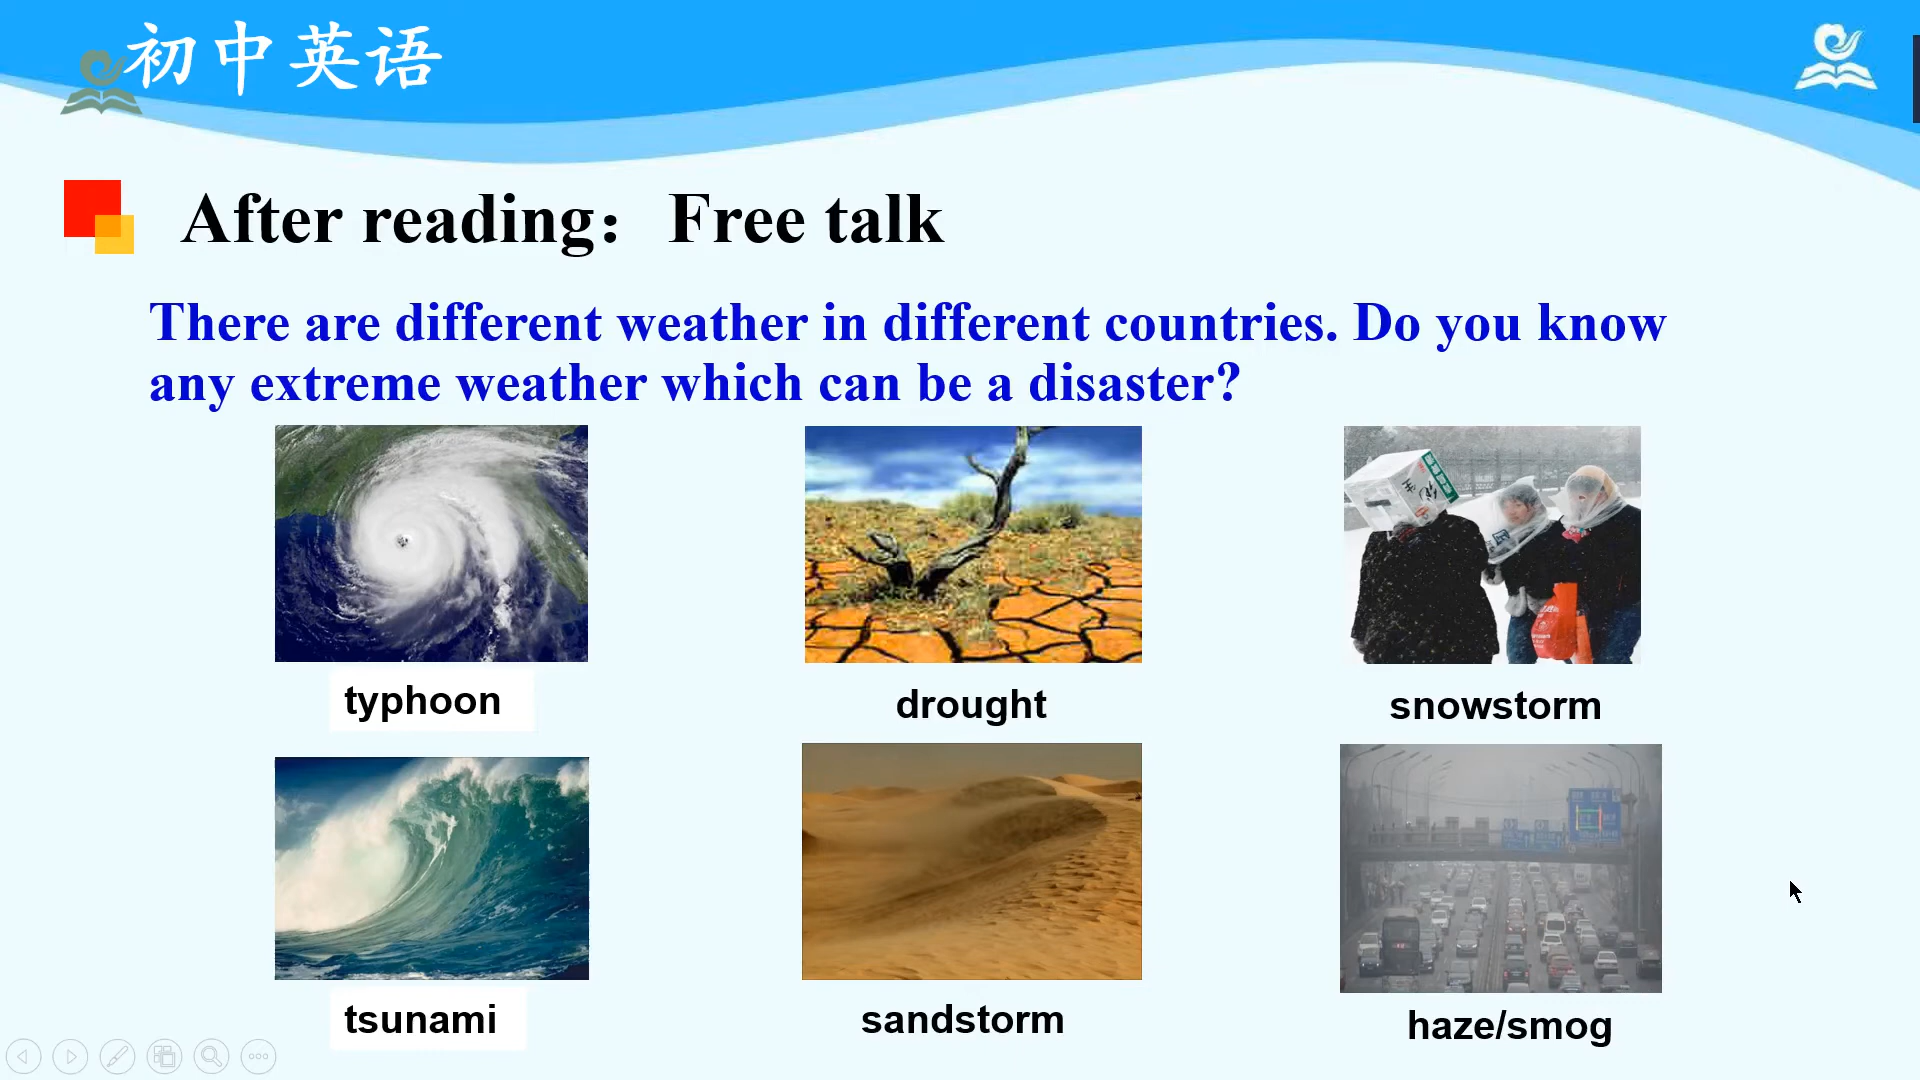 初中英语
After reading：Free talk
There are different weather in different countries. Do you know
any extreme weather which can be a disaster?
typhoon
drought
snowstorm
tsunami
sandstorm
haze/smog